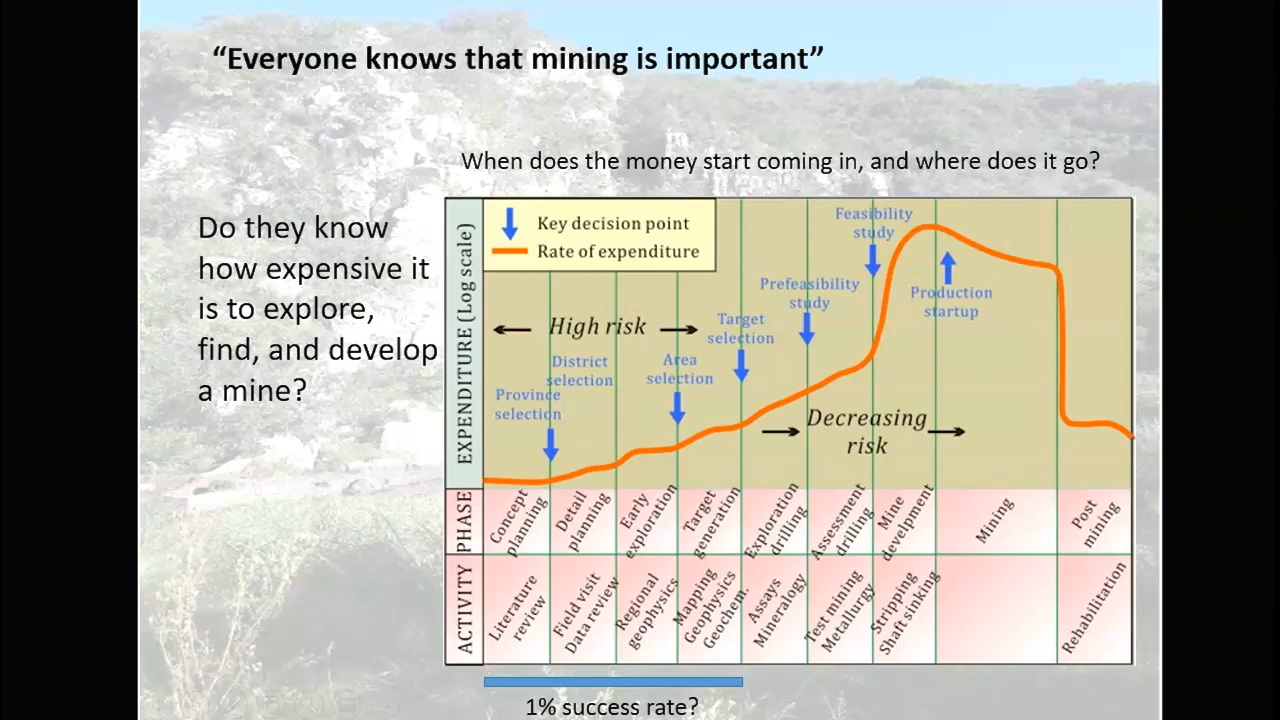 “Everyone knows that mining is important”
When does the money start coming in, and where does it go?
Do they know
how expensive it
is to explore,
find, and develop
a mine?
EXPENDITURE (Log scale)
Key decision point
Rate of expenditure
High risk
Province
selection
District
selection
Area
selection
Target
selection
Prefeasibility
study
Feasibility
study
Production
startup
Decreasing
risk
PHASE
Concept
planning
Detail
planning
Early
exploration
Target
generation
Exploration
drilling
Assessment
drilling
Mine
development
Mining
Post
mining
ACTIVITY
Literature
review
Field visit
Data review
Regional
geophysics
Mapping
Geophysics
Geochem.
Assays
Mineralogy
Test mining
Metallurgy
Stripping
Shaft sinking
Rehabilitation
1% success rate?